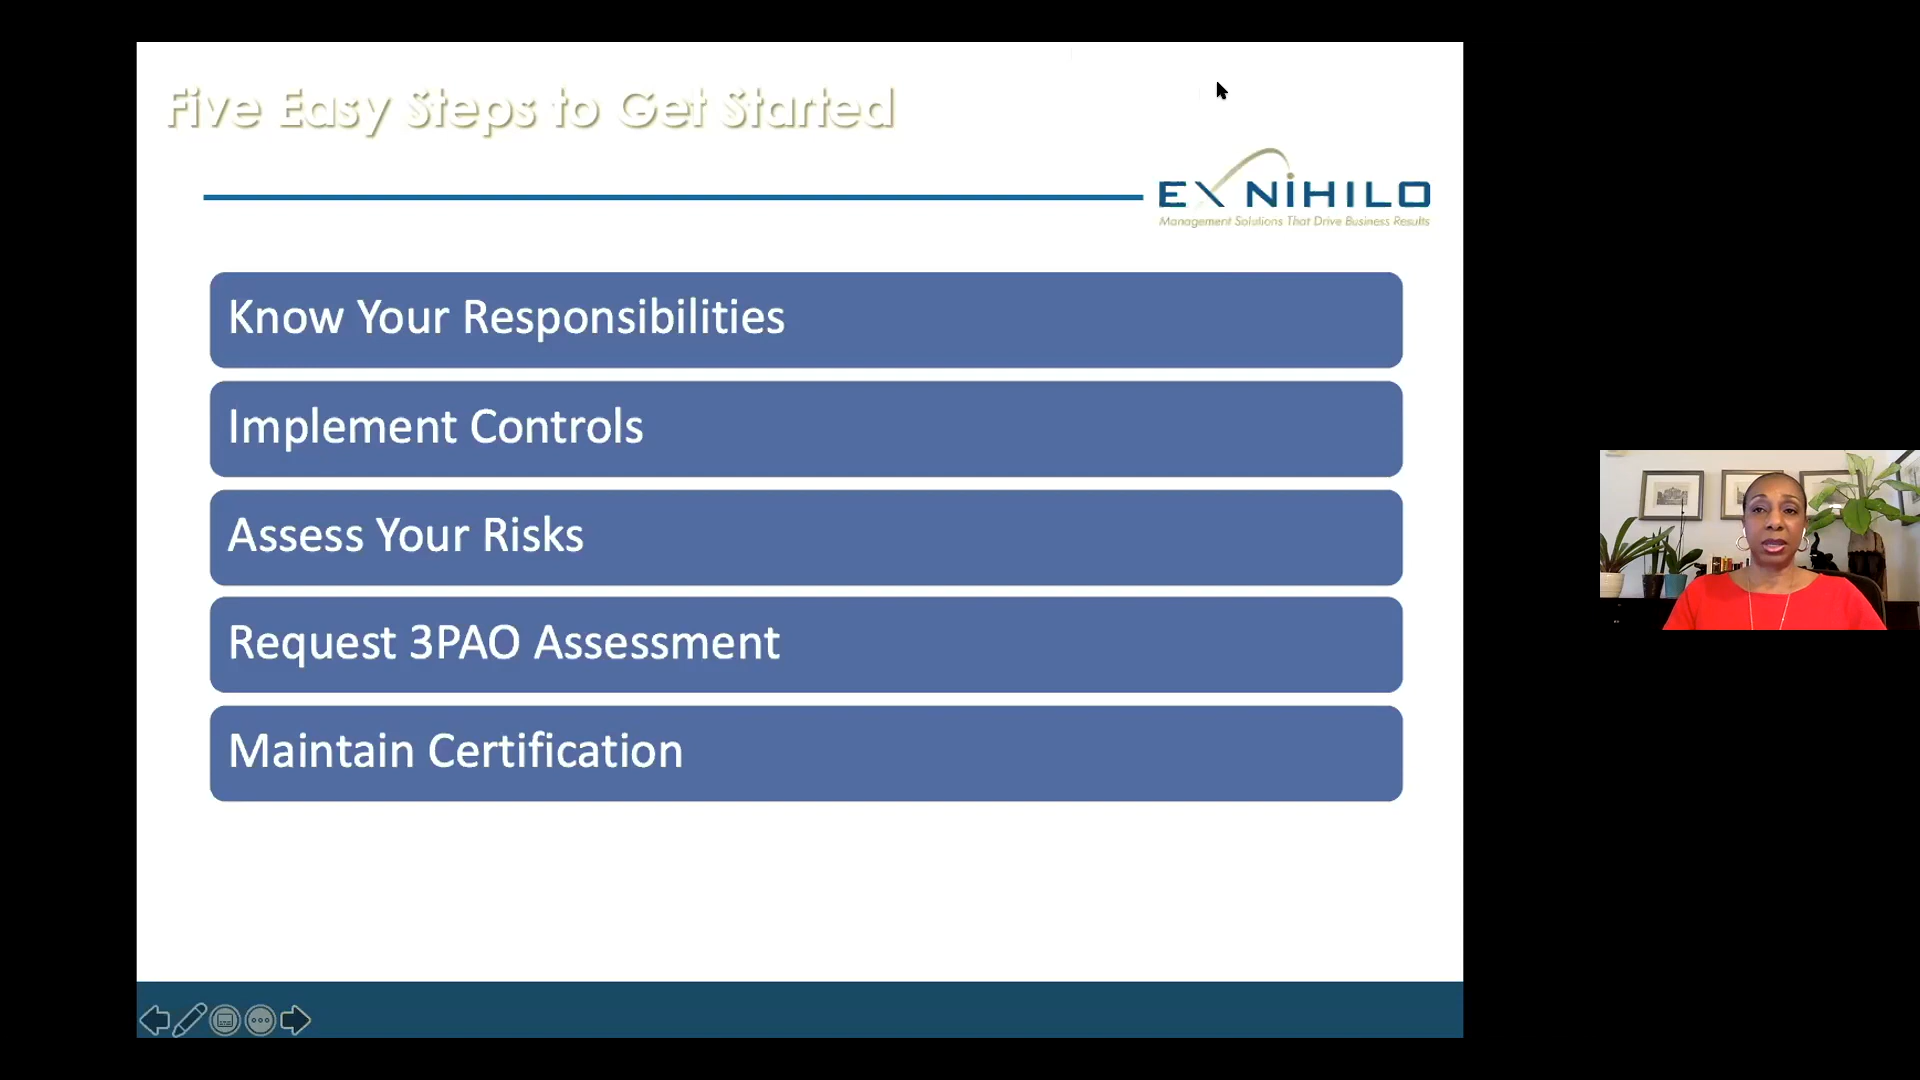 Five Easy Steps to Get Started
EX NIHILO
Management Solutions That Drive Business Results
Know Your Responsibilities
Implement Controls
Assess Your Risks
Request 3PAO Assessment
Maintain Certification